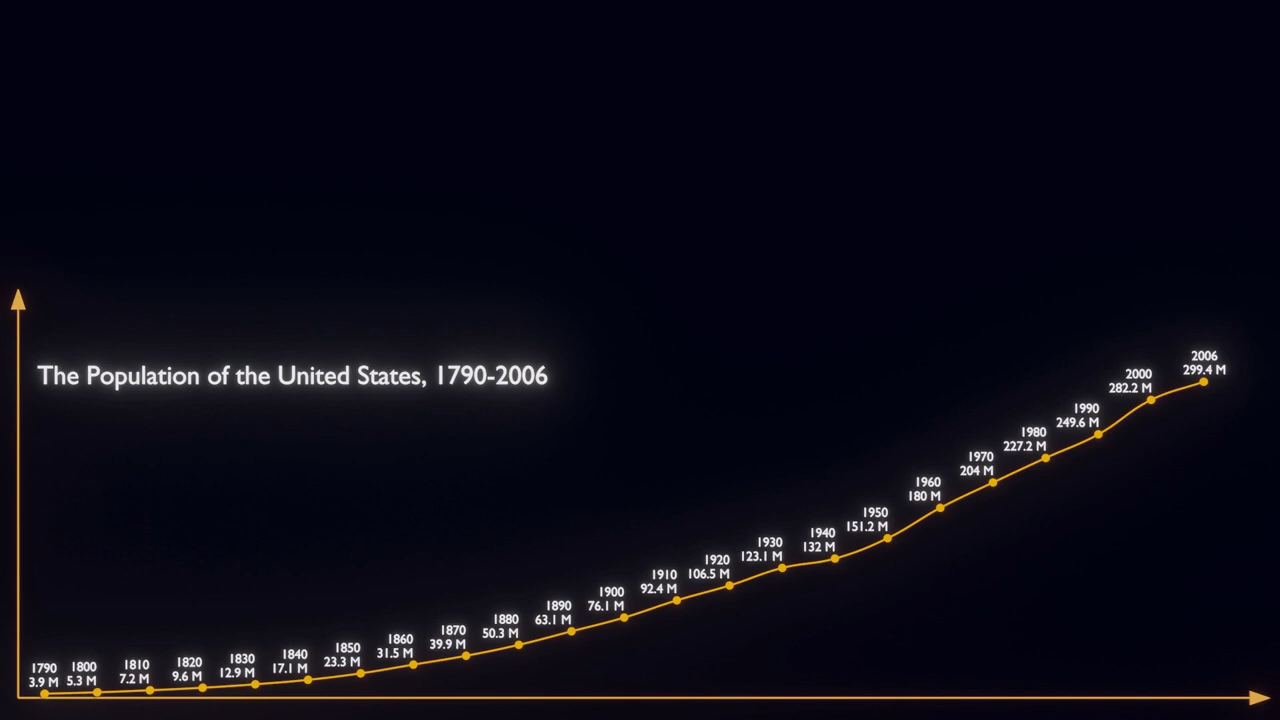 The Population of the United States, 1790-2006
1790
3.9 M
1800
5.3 M
1810
7.2 M
1820
9.6 M
1830
12.9 M
1840
17.1 M
1850
23.3 M
1860
31.5 M
1870
39.9 M
1880
50.3 M
1890
63.1 M
1900
76.1 M
1910
92.4 M
1920
106.5 M
1930
123.1 M
1940
132 M
1950
151.2 M
1960
180 M
1970
204 M
1980
227.2 M
1990
249.6 M
2000
282.2 M
2006
299.4 M